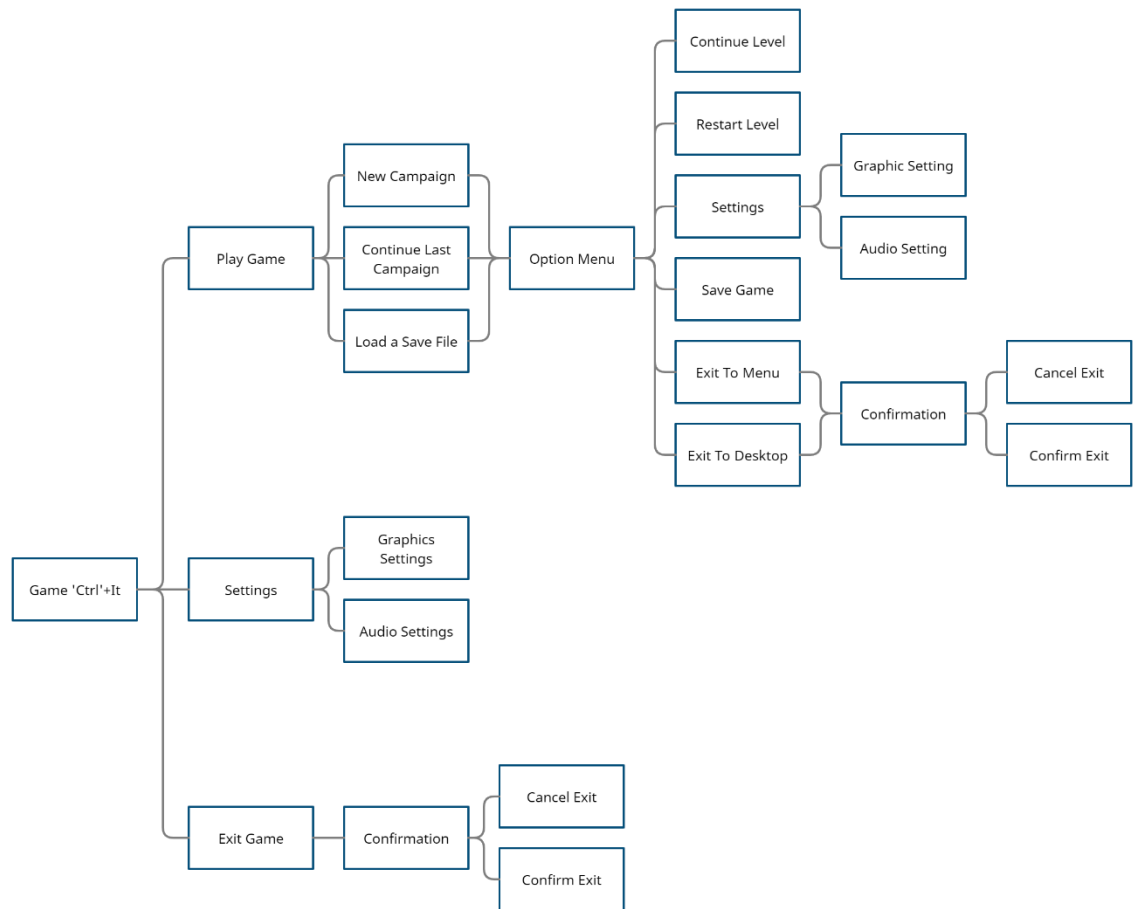 Continue Level
Restart Level
Graphic Setting
New Campaign
Settings
Play Game
Continue Last
Campaign
Option Menu
Audio Setting
Save Game
Load a Save File
Exit To Menu
Cancel Exit
Confirmation
Exit To Desktop
Confirm Exit
Graphics
Settings
Game 'Ctrl'+It
Settings
Audio Settings
Cancel Exit
Exit Game
Confirmation
Confirm Exit